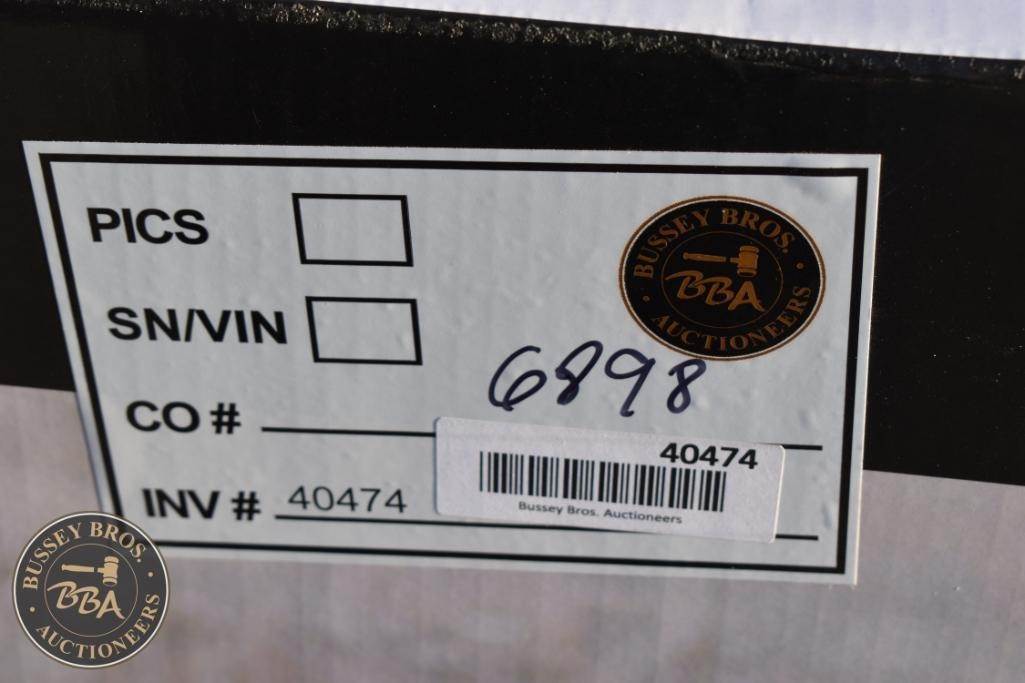 PICS
BUSSEY BROS.
BBA
AUCTIONEERS
SN/VIN
6898
CO #
40474
INV # 40474
Bussey Bros. Auctioneers
BUSSEY BROS.
BBA
AUCTIONEERS